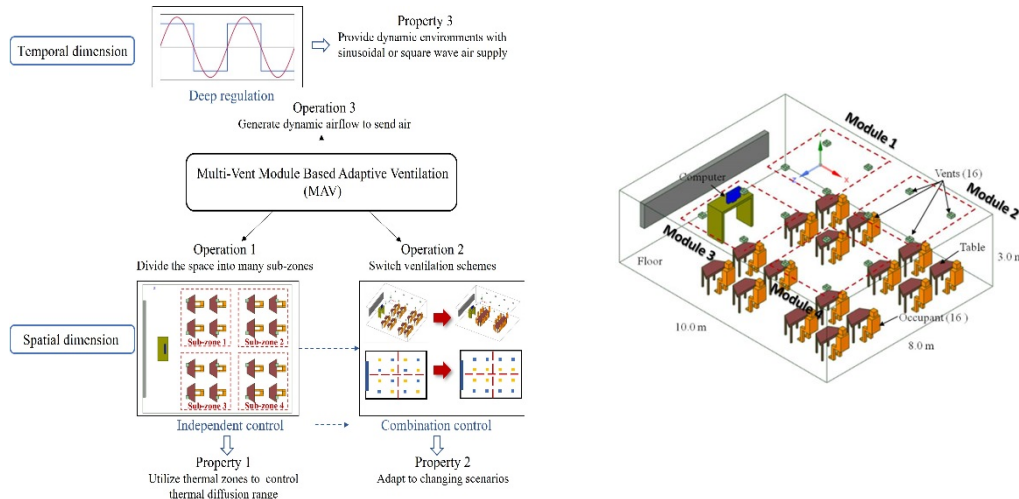 Property 3
Provide dynamic environments with
sinusoidal or square wave air supply
Temporal dimension
Deep regulation
Operation 3
Generate dynamic airflow to send air
Multi-Vent Module Based Adaptive Ventilation
(MAV)
Operation 1
Divide the space into many sub-zones
Operation 2
Switch ventilation schemes
Spatial dimension
Sub-zone 1
Sub-zone 2
Sub-zone 3
Sub-zone 4
Independent control
Combination control
Property 1
Utilize thermal zones to control
thermal diffusion range
Property 2
Adapt to changing scenarios
Module 1
Computer
Vents (16)
Module 2
Module 3
Floor
Table
3.0 m
Module 4
Occupant (16)
10.0 m
8.0 m